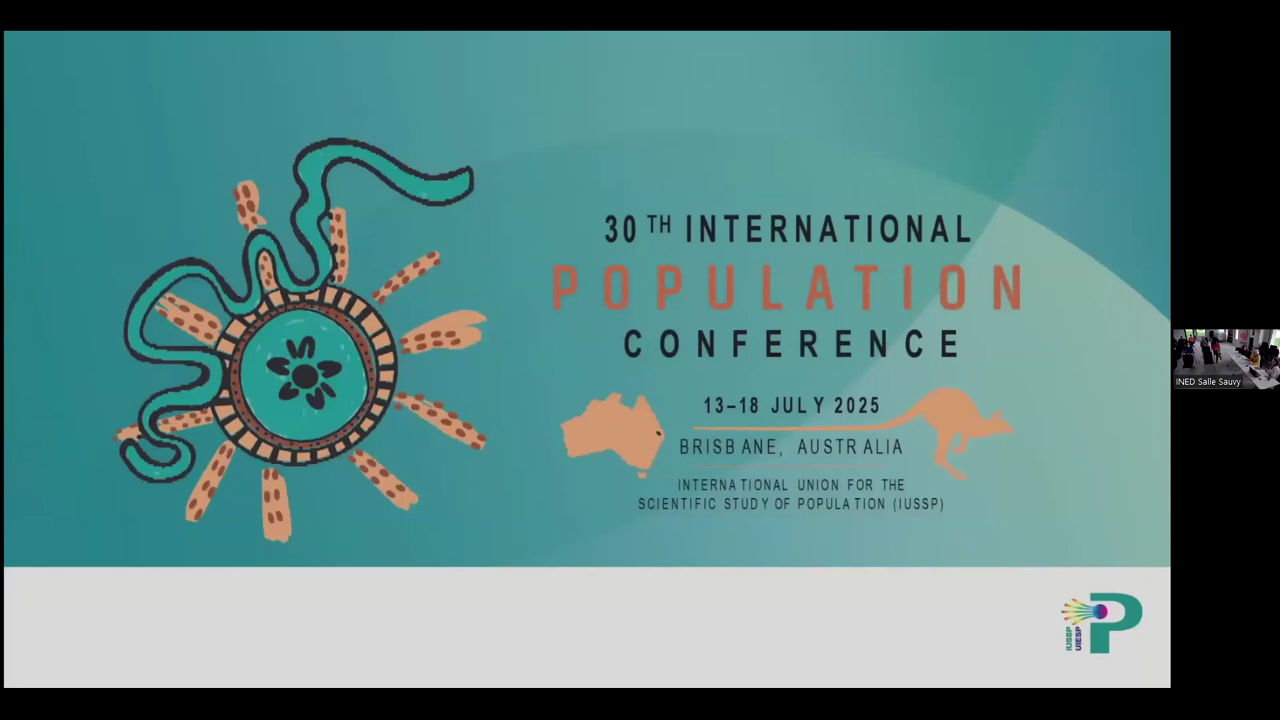 30TH INTERNATIONAL
POPULATION
CONFERENCE
13–18 JULY 2025
BRISBANE, AUSTRALIA
INTERNATIONAL UNION FOR THE
SCIENTIFIC STUDY OF POPULATION (IUSSP)
INED Salle Sauvy
IUSSP
UIESP
P